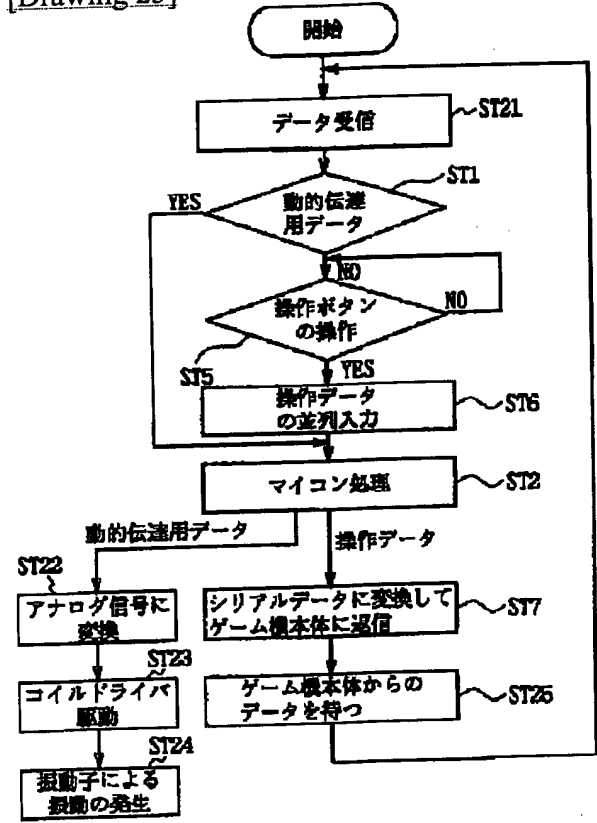 [Drawing 25]
開始
データ受信
ST21
動的伝達
用データ
ST1
YES
NO
操作ボタン
の操作
NO
ST5
YES
操作データ
の並列入力
ST6
マイコン処理
ST2
動的伝達用データ
操作データ
ST22
アナログ信号に
変換
シリアルデータに変換して
ゲーム機本体に返信
ST7
ST23
コイルドライバ
駆動
ゲーム機本体からの
データを待つ
ST25
ST24
振動子による
振動の発生